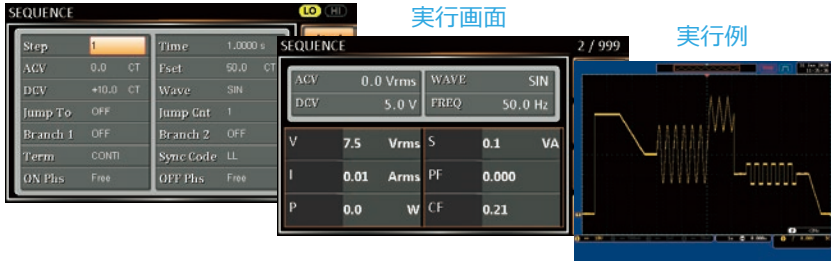 SEQUENCE
LO HI
Step 1 Time 1.0000 s
ACV 0.0 CT Fset 50.0 CT
DCV +10.0 CT Wave SIN
Jump To OFF Jump Cnt 1
Branch 1 OFF Branch 2 OFF
Term CONTI Sync Code LL
ON Phs Free OFF Phs Free
実行画面
SEQUENCE 2 / 999
ACV 0.0 Vrms WAVE SIN
DCV 5.0 V FREQ 50.0 Hz
V 7.5 Vrms S 0.1 VA
I 0.01 Arms PF 0.000
P 0.0 W CF 0.21
実行例